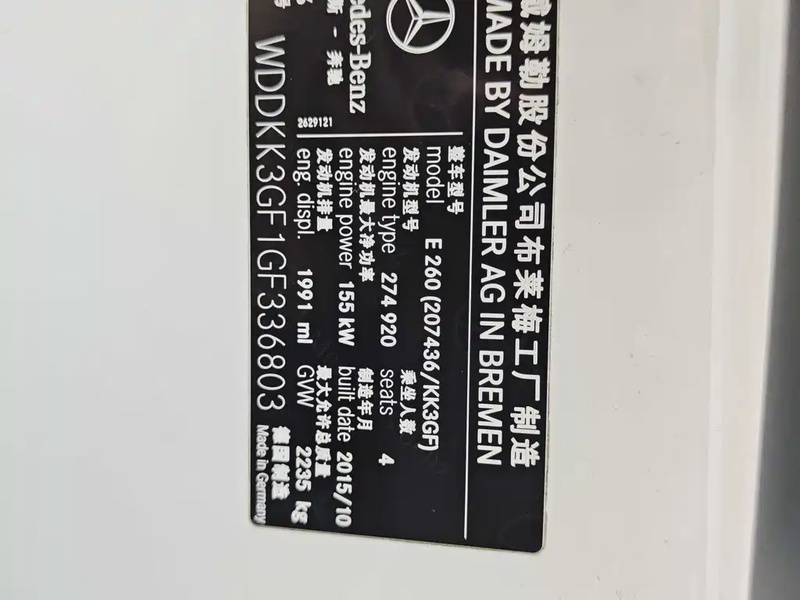 姆勒股份公司布莱梅工厂制造
MADE BY DAIMLER AG IN BREMEN
整车型号
model E 260 (207436/KK3GF)
发动机型号 乘坐人数
engine type 274 920 seats 4
发动机最大净功率 制造年月
engine power 155 kW built date 2015/10
发动机排量 最大允许总质量
eng. displ. 1991 ml GVW 2235 kg
edes-Benz
斯-奔驰
2629121
号 WDDKK3GF1GF336803
德国制造
Made in Germany